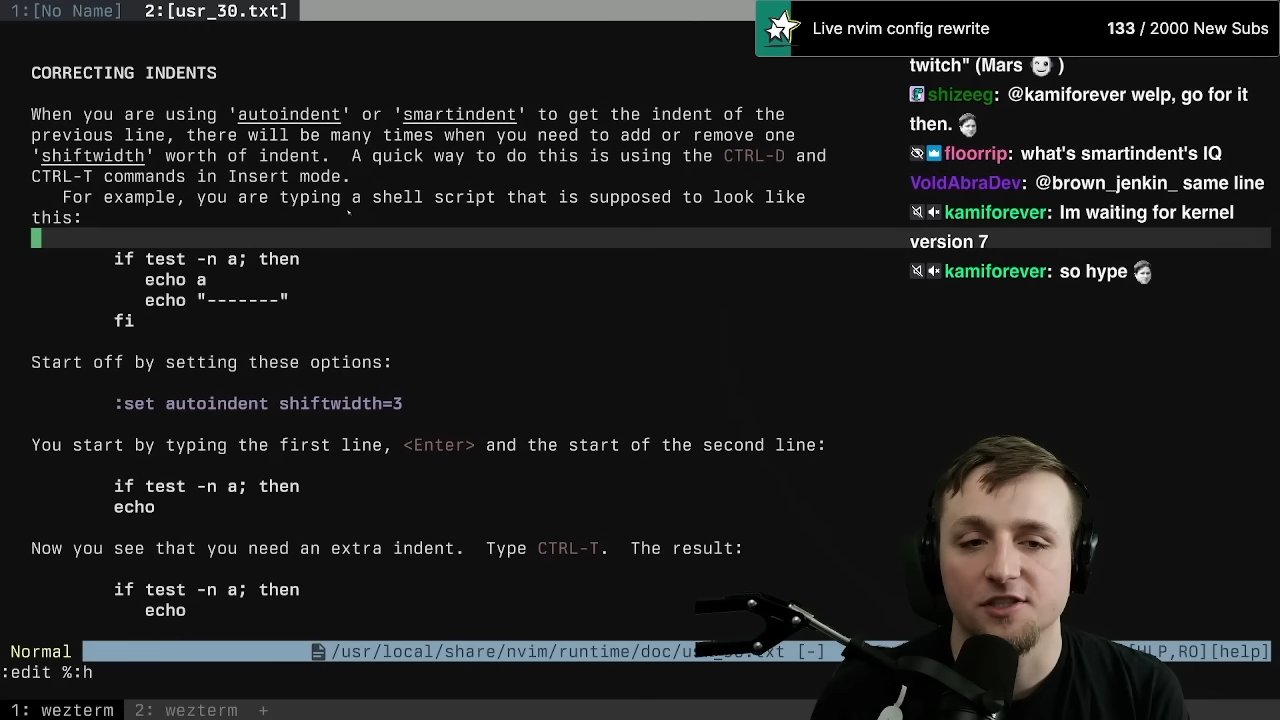 1:[No Name]  2:[usr_30.txt]
Live nvim config rewrite 133 / 2000 New Subs
CORRECTING INDENTS
When you are using 'autoindent' or 'smartindent' to get the indent of the
previous line, there will be many times when you need to add or remove one
'shiftwidth' worth of indent.  A quick way to do this is using the CTRL-D and
CTRL-T commands in Insert mode.
For example, you are typing a shell script that is supposed to look like
this:
if test -n a; then
echo a
echo "-------"
fi
Start off by setting these options:
:set autoindent shiftwidth=3
You start by typing the first line, <Enter> and the start of the second line:
if test -n a; then
echo
Now you see that you need an extra indent.  Type CTRL-T.  The result:
if test -n a; then
echo
twitch" (Mars )
shizeeg: @kamiforever welp, go for it
then.
floorrip: what's smartindent's IQ
VoldAbraDev: @brown_jenkin_ same line
kamiforever: Im waiting for kernel
version 7
kamiforever: so hype
Normal /usr/local/share/nvim/runtime/doc/usr_30.txt [-] [HLP,RO][help]
:edit %:h
1: wezterm  2: wezterm  +